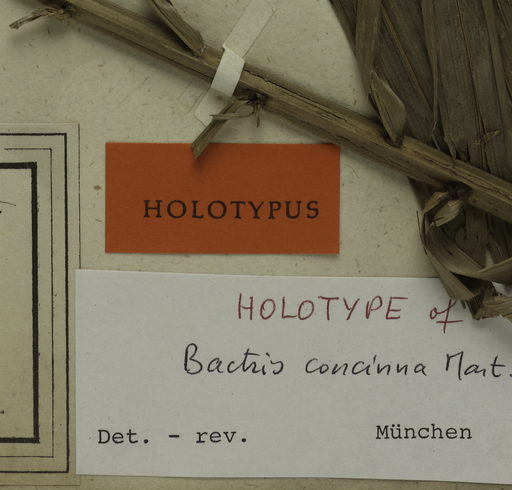 HOLOTYPUS
HOLOTYPE of
Bactris concinna Mart.
Det. - rev. München